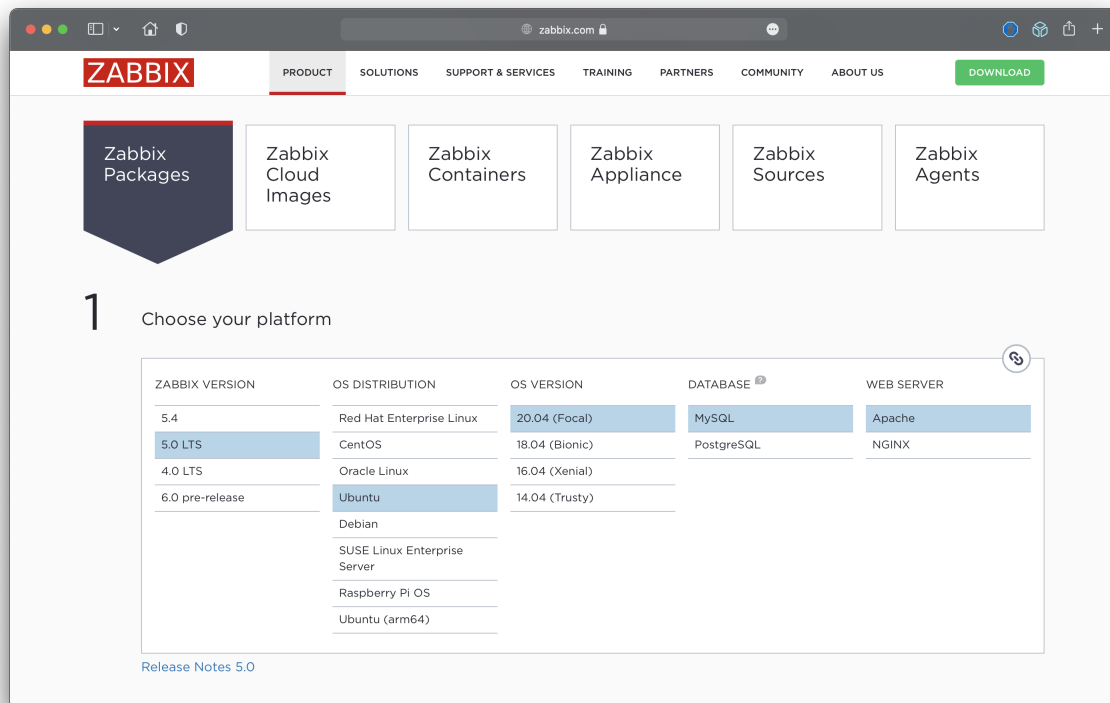 zabbix.com
ZABBIX
PRODUCT
SOLUTIONS
SUPPORT & SERVICES
TRAINING
PARTNERS
COMMUNITY
ABOUT US
DOWNLOAD
Zabbix
Packages
Zabbix
Cloud
Images
Zabbix
Containers
Zabbix
Appliance
Zabbix
Sources
Zabbix
Agents
1
Choose your platform
ZABBIX VERSION
5.4
5.0 LTS
4.0 LTS
6.0 pre-release
OS DISTRIBUTION
Red Hat Enterprise Linux
CentOS
Oracle Linux
Ubuntu
Debian
SUSE Linux Enterprise
Server
Raspberry Pi OS
Ubuntu (arm64)
OS VERSION
20.04 (Focal)
18.04 (Bionic)
16.04 (Xenial)
14.04 (Trusty)
DATABASE ?
MySQL
PostgreSQL
WEB SERVER
Apache
NGINX
Release Notes 5.0